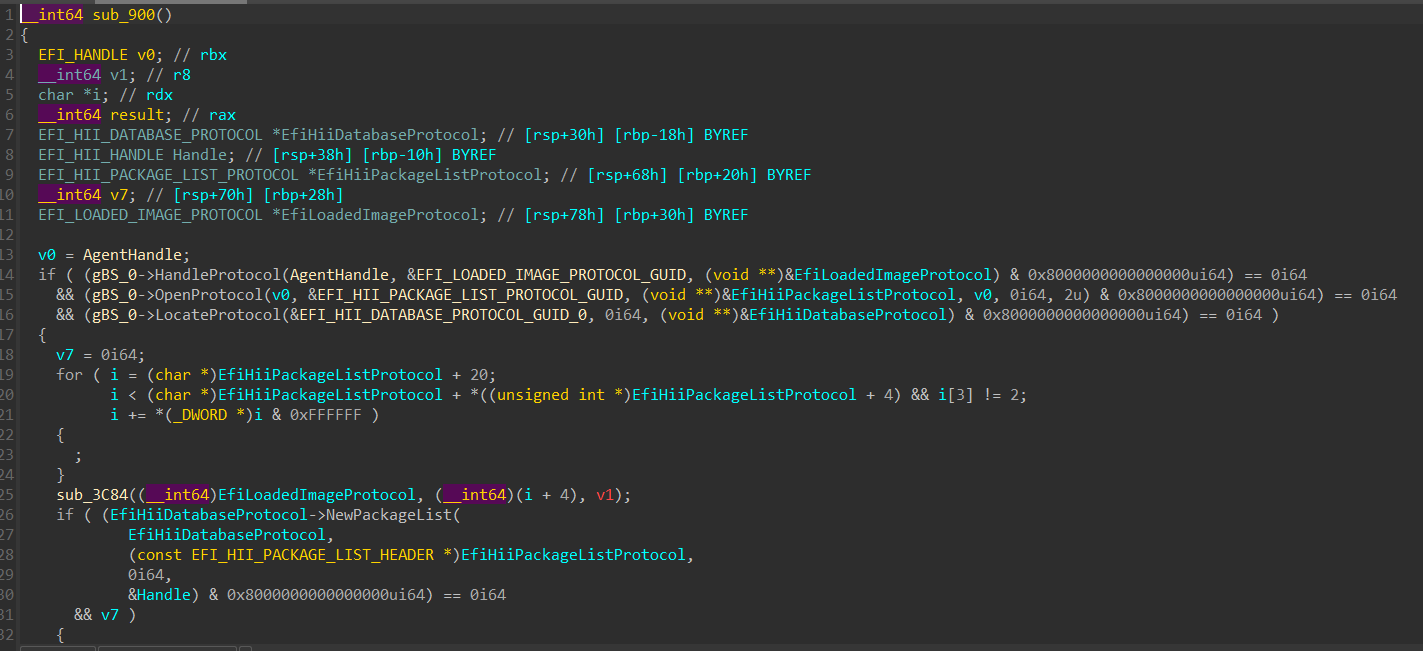 1 __int64 sub_900()
2 {
3 EFI_HANDLE v0; // rbx
4 __int64 v1; // r8
5 char *i; // rdx
6 __int64 result; // rax
7 EFI_HII_DATABASE_PROTOCOL *EfiHiiDatabaseProtocol; // [rsp+30h] [rbp-18h] BYREF
8 EFI_HII_HANDLE Handle; // [rsp+38h] [rbp-10h] BYREF
9 EFI_HII_PACKAGE_LIST_PROTOCOL *EfiHiiPackageListProtocol; // [rsp+68h] [rbp+20h] BYREF
10 __int64 v7; // [rsp+70h] [rbp+28h]
11 EFI_LOADED_IMAGE_PROTOCOL *EfiLoadedImageProtocol; // [rsp+78h] [rbp+30h] BYREF
12
13 v0 = AgentHandle;
14 if ( (gBS_0->HandleProtocol(AgentHandle, &EFI_LOADED_IMAGE_PROTOCOL_GUID, (void **)&EfiLoadedImageProtocol) & 0x8000000000000000ui64) == 0i64
15 && (gBS_0->OpenProtocol(v0, &EFI_HII_PACKAGE_LIST_PROTOCOL_GUID, (void **)&EfiHiiPackageListProtocol, v0, 0i64, 2u) & 0x8000000000000000ui64) == 0i64
16 && (gBS_0->LocateProtocol(&EFI_HII_DATABASE_PROTOCOL_GUID_0, 0i64, (void **)&EfiHiiDatabaseProtocol) & 0x8000000000000000ui64) == 0i64 )
17 {
18 v7 = 0i64;
19 for ( i = (char *)EfiHiiPackageListProtocol + 20;
20 i < (char *)EfiHiiPackageListProtocol + *((unsigned int *)EfiHiiPackageListProtocol + 4) && i[3] != 2;
21 i += *(_DWORD *)i & 0xFFFFFF )
22 {
23 ;
24 }
25 sub_3C84((__int64)EfiLoadedImageProtocol, (__int64)(i + 4), v1);
26 if ( (EfiHiiDatabaseProtocol->NewPackageList(
27 EfiHiiDatabaseProtocol,
28 (const EFI_HII_PACKAGE_LIST_HEADER *)EfiHiiPackageListProtocol,
29 0i64,
30 &Handle) & 0x8000000000000000ui64) == 0i64
31 && v7 )
32 {